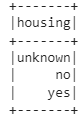 +-------+
|housing|
+-------+
|unknown|
|     no|
|    yes|
+-------+